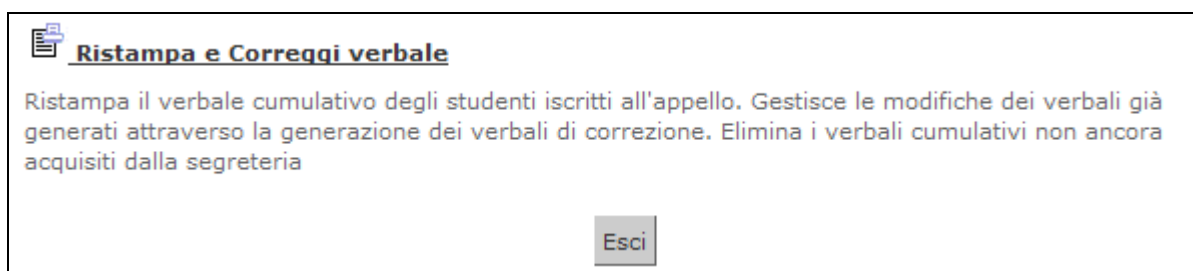 Ristampa e Correggi verbale
Ristampa il verbale cumulativo degli studenti iscritti all'appello. Gestisce le modifiche dei verbali già
generati attraverso la generazione dei verbali di correzione. Elimina i verbali cumulativi non ancora
acquisiti dalla segreteria
Esci